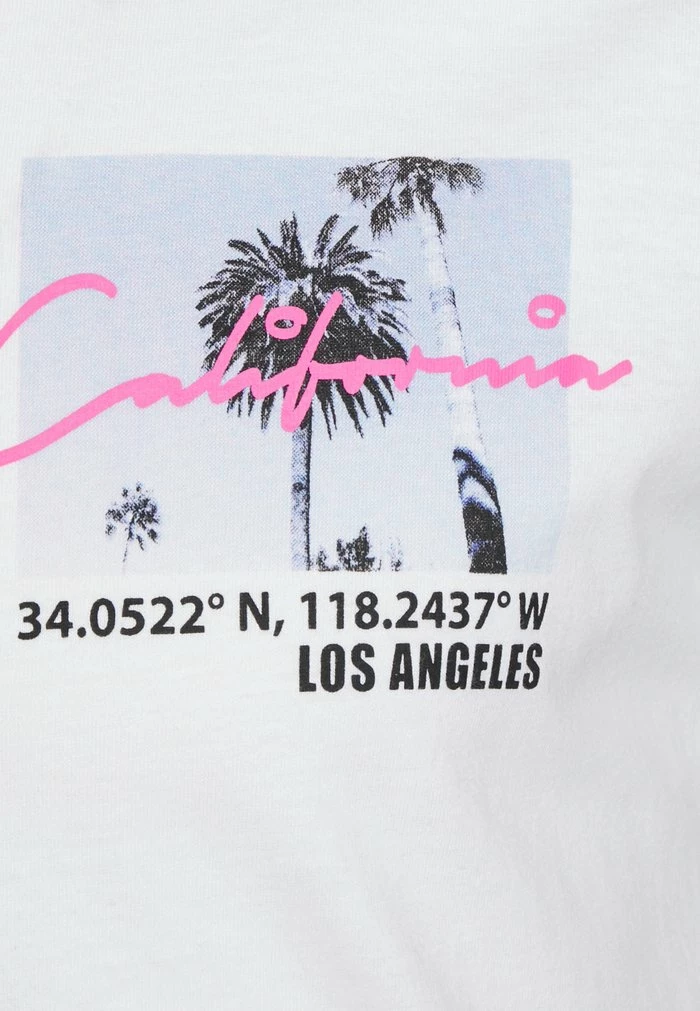 California
34.0522° N, 118.2437° W
LOS ANGELES